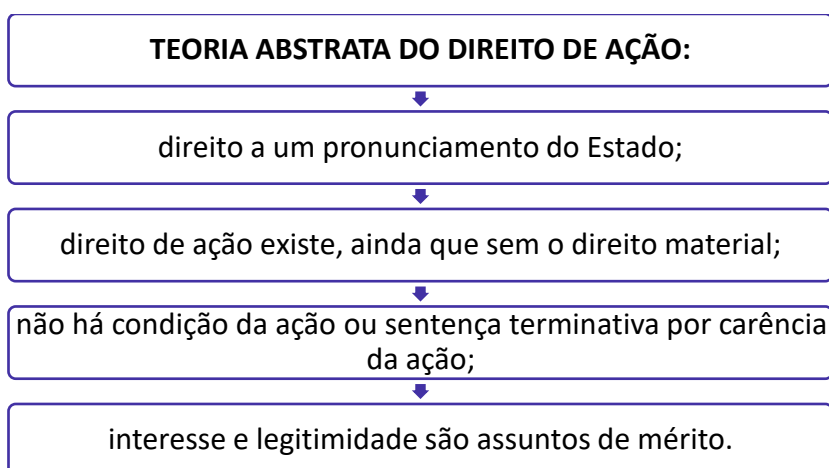 TEORIA ABSTRATA DO DIREITO DE AÇÃO:
direito a um pronunciamento do Estado;
direito de ação existe, ainda que sem o direito material;
não há condição da ação ou sentença terminativa por carência
da ação;
interesse e legitimidade são assuntos de mérito.